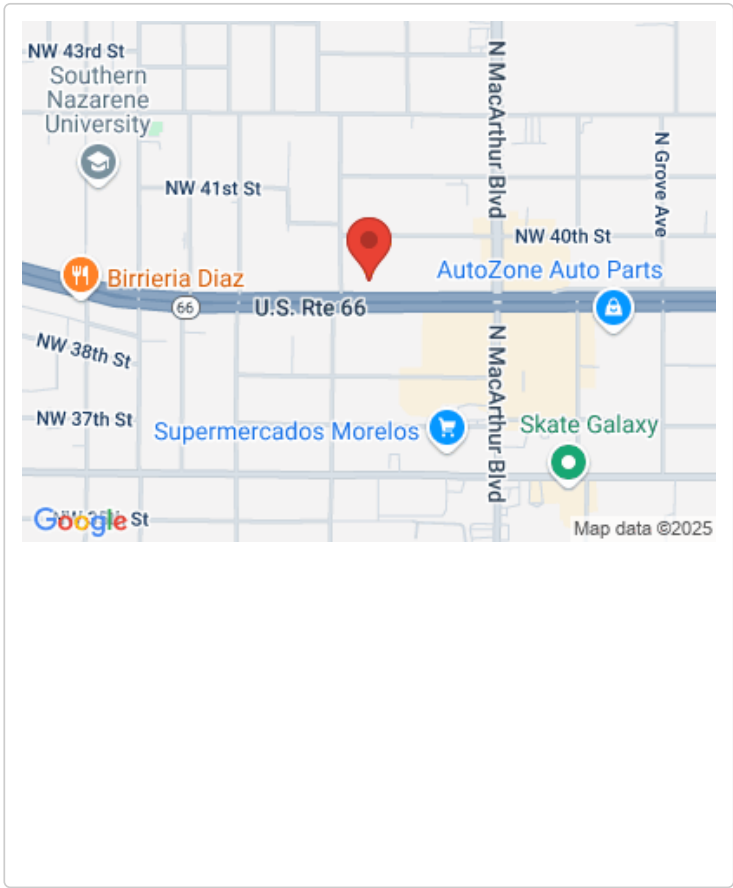 NW 43rd St
Southern
Nazarene
University
N MacArthur Blvd
N Grove Ave
NW 41st St
NW 40th St
Birrieria Diaz
AutoZone Auto Parts
66
U.S. Rte 66
NW 38th St
N MacArthur Blvd
NW 37th St
Supermercados Morelos
Skate Galaxy
Google
St
Map data ©2025